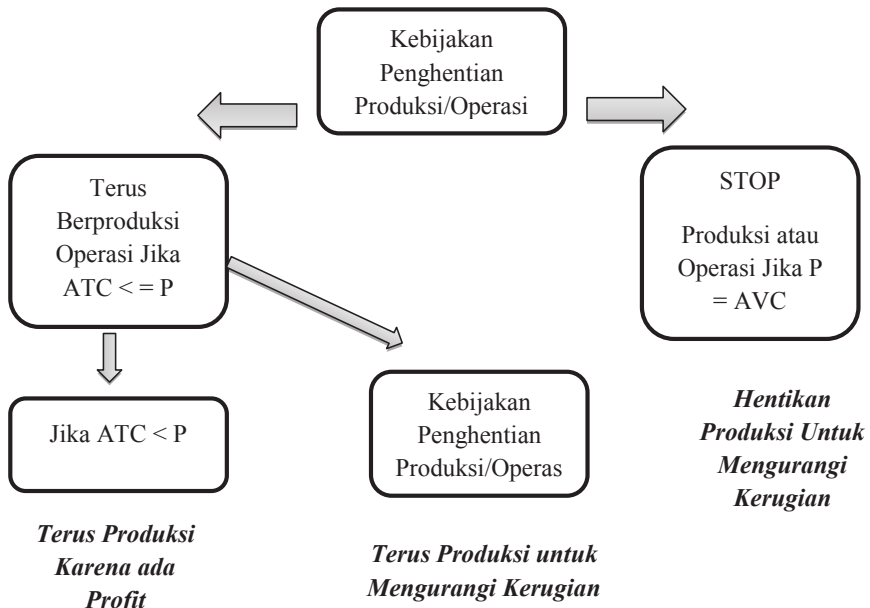 Kebijakan
Penghentian
Produksi/Operasi
Terus
Berproduksi
Operasi Jika
ATC < = P
STOP
Produksi atau
Operasi Jika P
= AVC
Jika ATC < P
Kebijakan
Penghentian
Produksi/Operas
Hentikan
Produksi Untuk
Mengurangi
Kerugian
Terus Produksi
Karena ada
Profit
Terus Produksi untuk
Mengurangi Kerugian